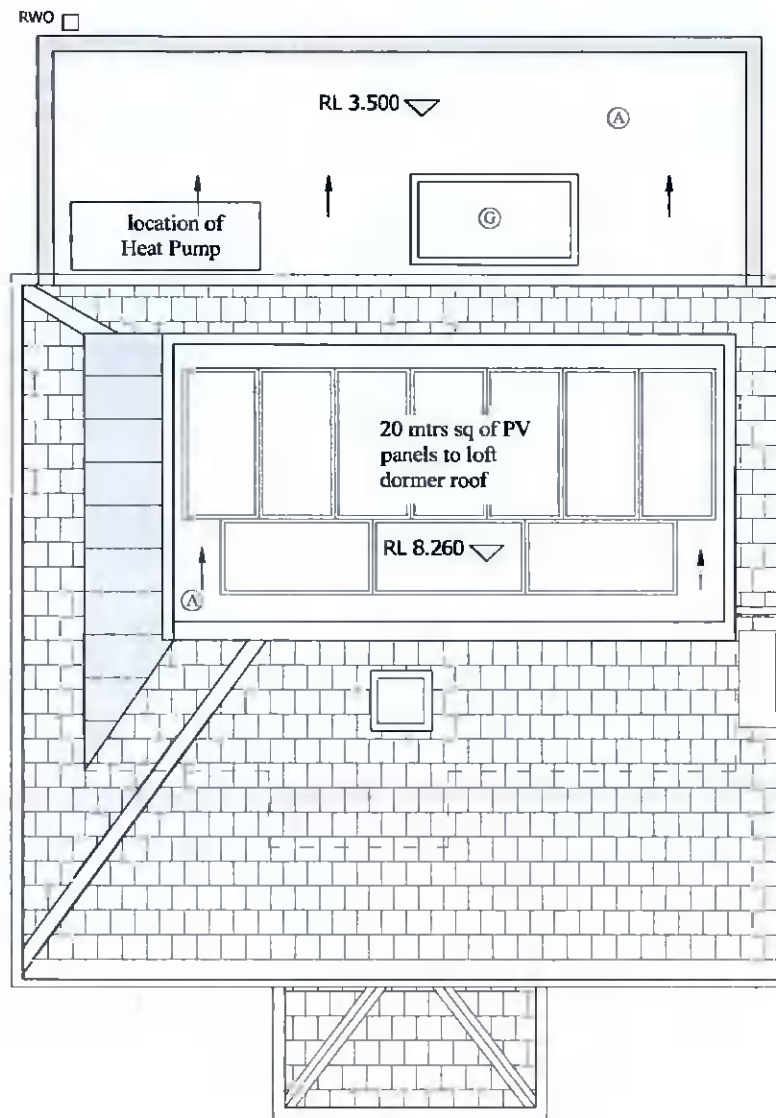 RWO
RL 3.500
A
G
location of
Heat Pump
20 mtrs sq of PV
panels to loft
dormer roof
RL 8.260
A